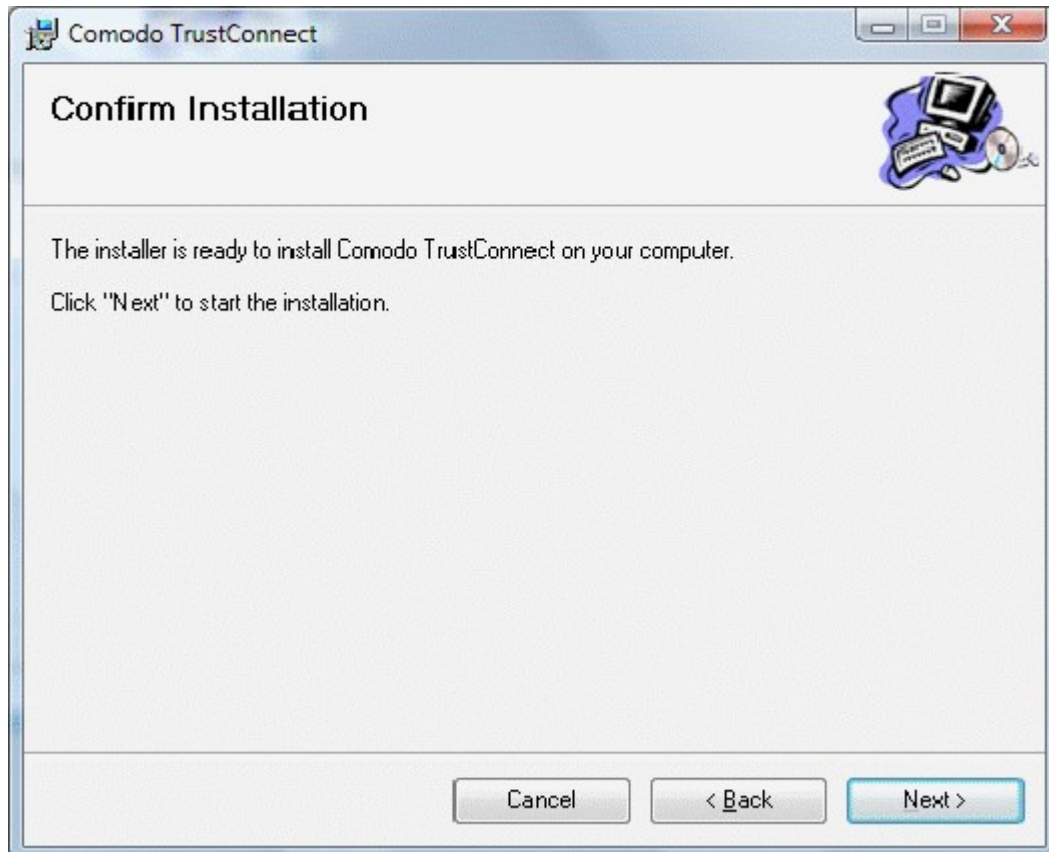 Comodo TrustConnect
Confirm Installation
The installer is ready to install Comodo TrustConnect on your computer.
Click "Next" to start the installation.
Cancel
< Back
Next >